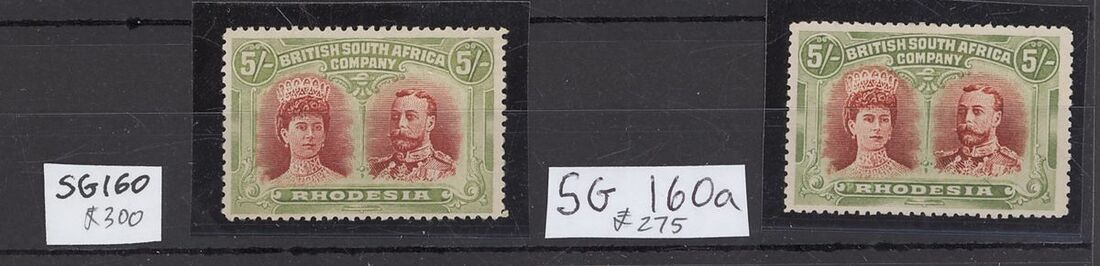 SG160
£300
5/- BRITISH SOUTH AFRICA 5/-
COMPANY
RHODESIA
SG 160a
£275
5/- BRITISH SOUTH AFRICA 5/-
COMPANY
RHODESIA